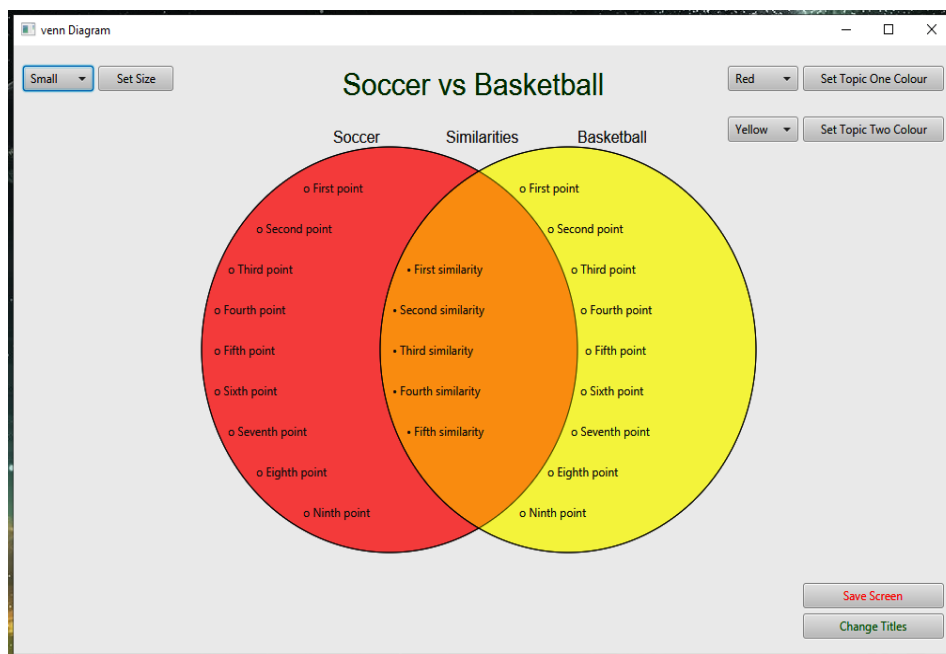 venn Diagram
Small Set Size
Soccer vs Basketball
Red Set Topic One Colour
Yellow Set Topic Two Colour
Soccer Similarities Basketball
o First point o First point
o Second point o Second point
o Third point • First similarity o Third point
o Fourth point • Second similarity o Fourth point
o Fifth point • Third similarity o Fifth point
o Sixth point • Fourth similarity o Sixth point
o Seventh point • Fifth similarity o Seventh point
o Eighth point o Eighth point
o Ninth point o Ninth point
Save Screen
Change Titles